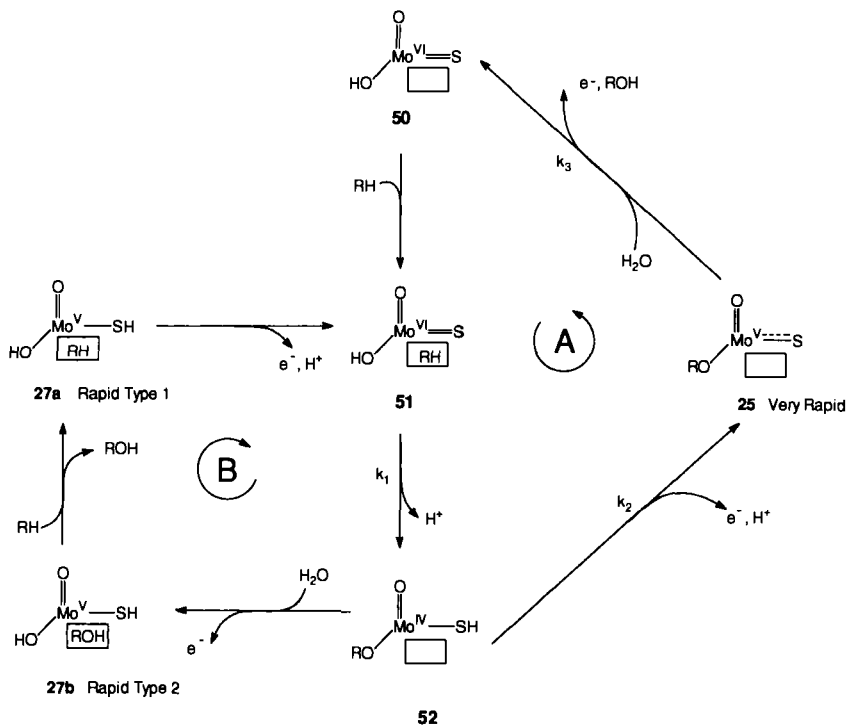 O
Mo VI S
HO
50
e-, ROH
k3
RH
H2O
O
Mo V SH
HO
RH
27a Rapid Type 1
e-, H+
O
Mo VI S
HO
RH
51
A
O
Mo V S
RO
25 Very Rapid
ROH
RH
B
k1
H+
k2
e-, H+
O
Mo V SH
HO
ROH
27b Rapid Type 2
H2O
e-
O
Mo IV SH
RO
52